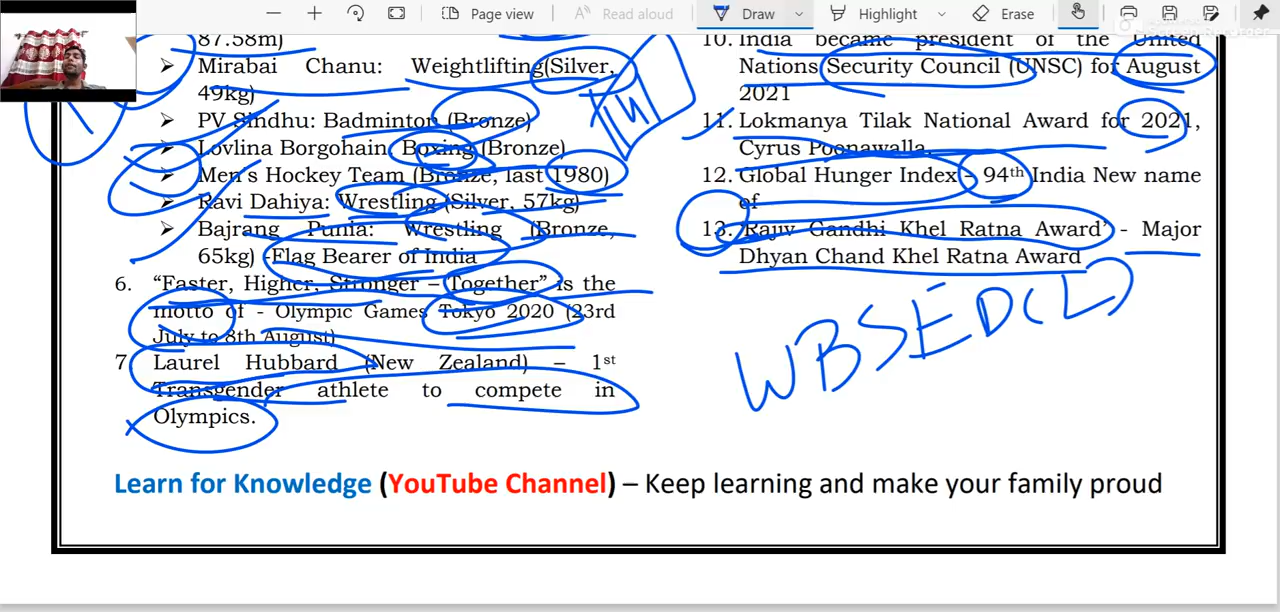 Page view
Read aloud
Draw
Highlight
Erase
87.58m)
➤ Mirabai Chanu: Weightlifting(Silver,
49kg)
➤ PV Sindhu: Badminton (Bronze)
➤ Lovlina Borgohain: Boxing (Bronze)
➤ Men's Hockey Team (Bronze, last 1980)
➤ Ravi Dahiya: Wrestling (Silver, 57kg)
➤ Bajrang Punia: Wrestling (Bronze,
65kg) -Flag Bearer of India
6. “Faster, Higher, Stronger – Together” is the
motto of - Olympic Games Tokyo 2020 (23rd
July to 8th August)
7. Laurel Hubbard (New Zealand) – 1st
Transgender athlete to compete in
Olympics.
10. India became president of the United
Nations Security Council (UNSC) for August
2021
11. Lokmanya Tilak National Award for 2021,
Cyrus Poonawalla
12. Global Hunger Index – 94th India New name
of
13. ‘Rajiv Gandhi Khel Ratna Award’ - Major
Dhyan Chand Khel Ratna Award
WBSEDCL)
Learn for Knowledge (YouTube Channel) – Keep learning and make your family proud